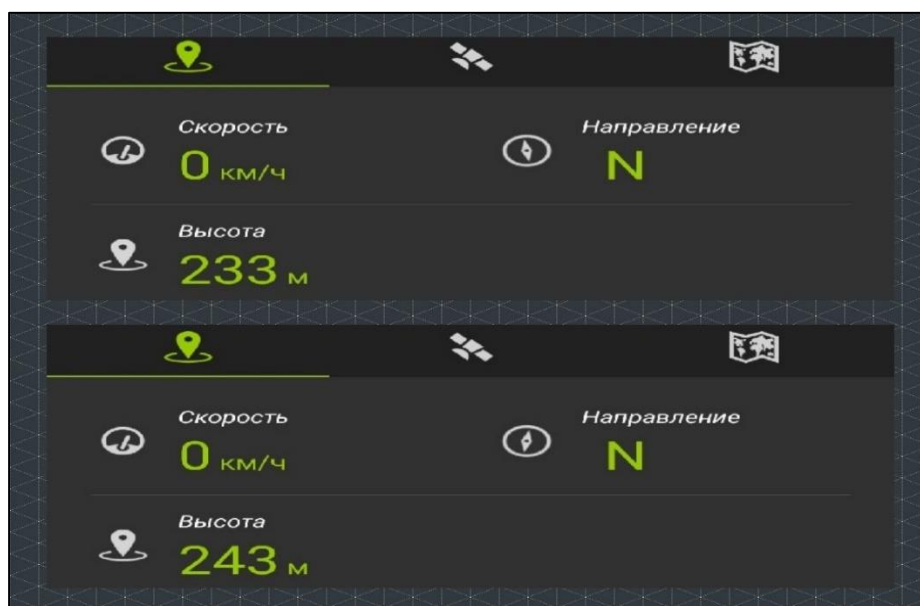 Скорость Направление
0 км/ч N
Высота
233 м
Скорость Направление
0 км/ч N
Высота
243 м